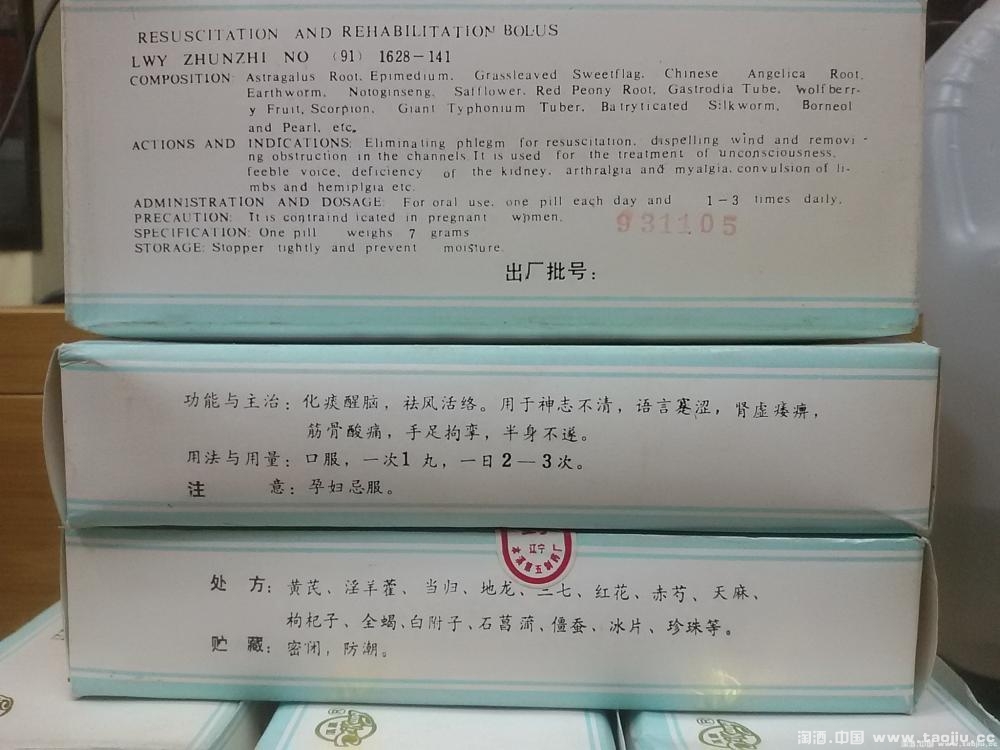 RESUSCITATION AND REHABILITATION BOLUS
LWY ZHUNZHI NO (91) 1628-141
COMPOSITION: Astragalus Root, Epimedium, Grassleaved Sweetflag, Chinese Angelica Root,
Earthworm, Notoginseng, Safflower, Red Peony Root, Gastrodia Tube, Wolfberr-
y Fruit, Scorpion, Giant Typhonium Tuber, Batryticated Silkworm, Borneol
and Pearl, etc.
ACTIONS AND INDICATIONS: Eliminating phlegm for resuscitation, dispelling wind and removi-
ng obstruction in the channels. It is used for the treatment of unconsciousness,
feeble voice, deficiency of the kidney, arthralgia and myalgia, convulsion of li-
mbs and hemiplgia etc.
ADMINISTRATION AND DOSAGE: For oral use, one pill each day and 1-3 times daily,
PRECAUTION: It is contraind icated in pregnant women.
SPECIFICATION: One pill weighs 7 grams
931105
STORAGE: Stopper tightly and prevent moisture.
出厂批号：
功能与主治：化痰醒脑，祛风活络。用于神志不清，语言蹇涩，肾虚痿痹，
筋骨酸痛，手足拘挛，半身不遂。
用法与用量：口服，一次1 丸，一日2—3次。
注 意：孕妇忌服。
辽宁
本溪第五制药厂
处 方：黄芪、淫羊藿、当归、地龙、三七、红花、赤芍、天麻、
枸杞子、全蝎、白附子、石菖蒲、僵蚕、冰片、珍珠等。
贮 藏：密闭，防潮。
淘酒.中国 www.taojiu.cc